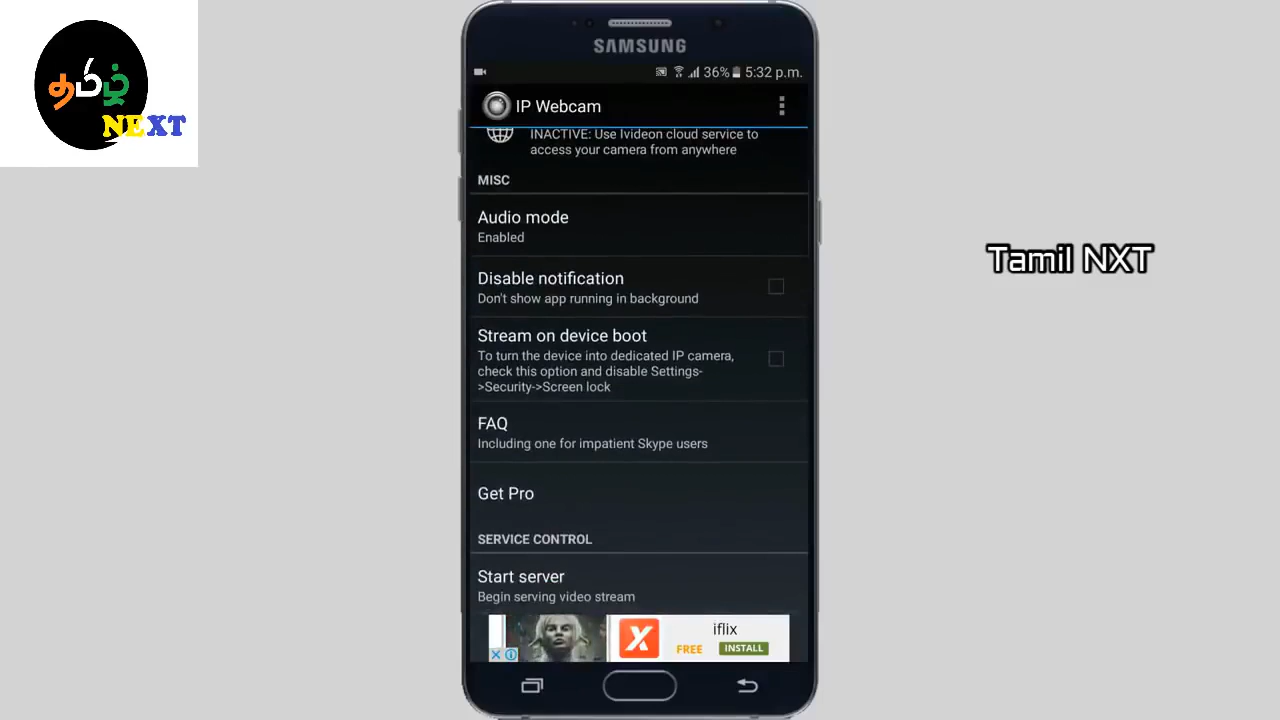 தமிழ்
NEXT
SAMSUNG
36% 5:32 p.m.
IP Webcam
INACTIVE: Use Ivideon cloud service to
access your camera from anywhere
MISC
Audio mode
Enabled
Disable notification
Don't show app running in background
Stream on device boot
To turn the device into dedicated IP camera,
check this option and disable Settings-
>Security->Screen lock
FAQ
Including one for impatient Skype users
Get Pro
SERVICE CONTROL
Start server
Begin serving video stream
iflix
FREE INSTALL
Tamil NXT